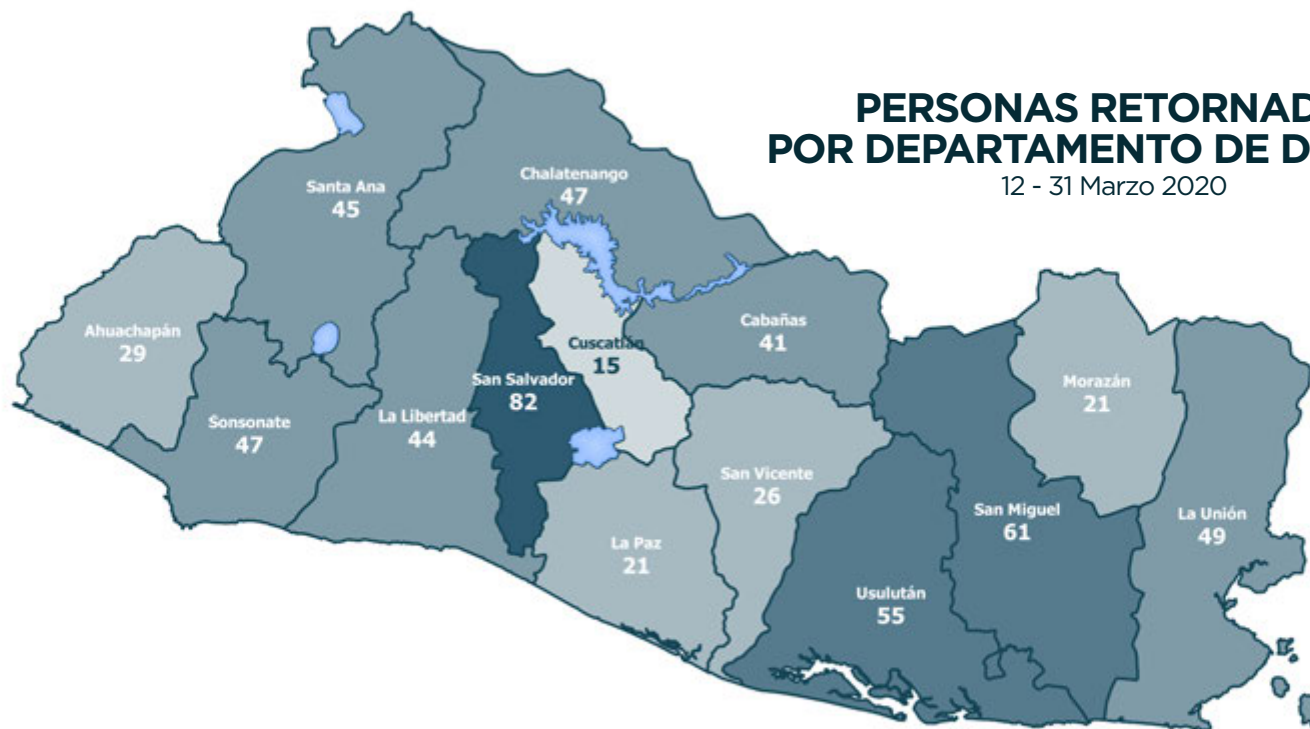 PERSONAS RETORNAD
POR DEPARTAMENTO DE D
12 - 31 Marzo 2020
Santa Ana
45
Chalatenango
47
Ahuachapán
29
Sonsonate
47
La Libertad
44
San Salvador
82
Cuscatlán
15
Cabañas
41
San Vicente
26
La Paz
21
Usulután
55
San Miguel
61
Morazán
21
La Unión
49